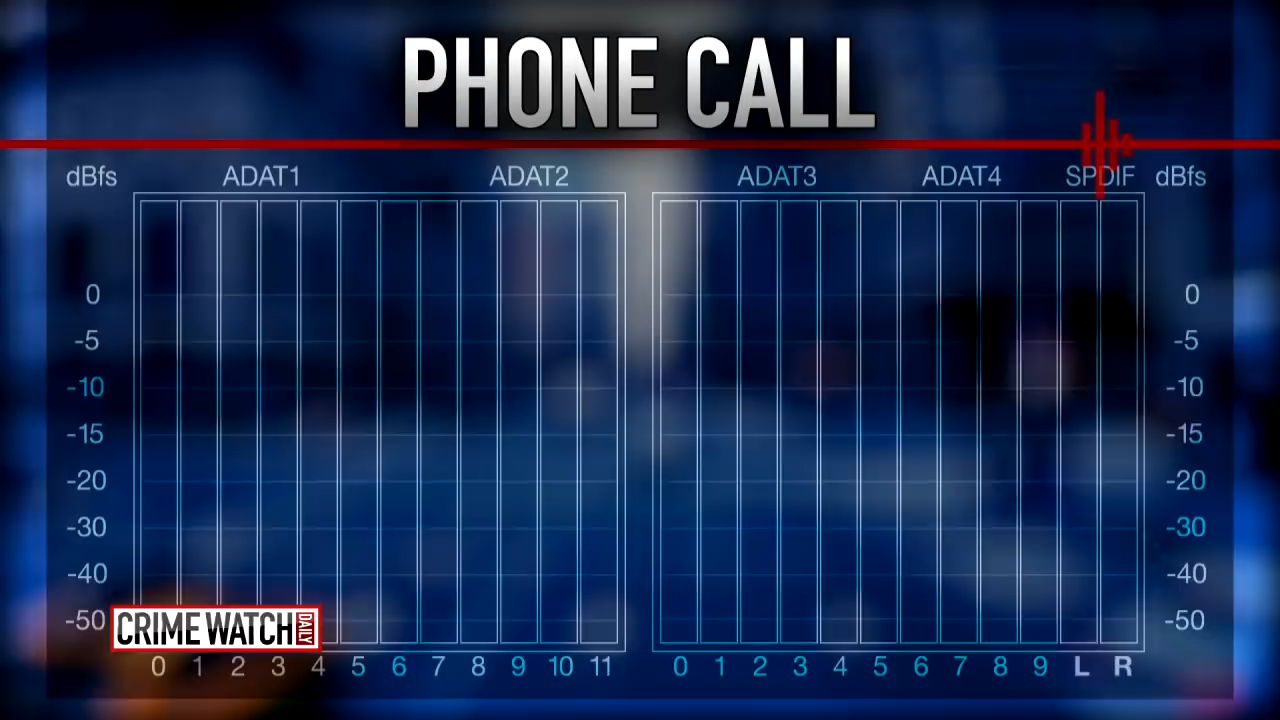 PHONE CALL
dBfs ADAT1 ADAT2 ADAT3 ADAT4 SPDIF dBfs
0 0
-5 -5
-10 -10
-15 -15
-20 -20
-30 -30
-40 -40
-50 -50
CRIME WATCH DAILY
0 1 2 3 4 5 6 7 8 9 10 11 0 1 2 3 4 5 6 7 8 9 L R